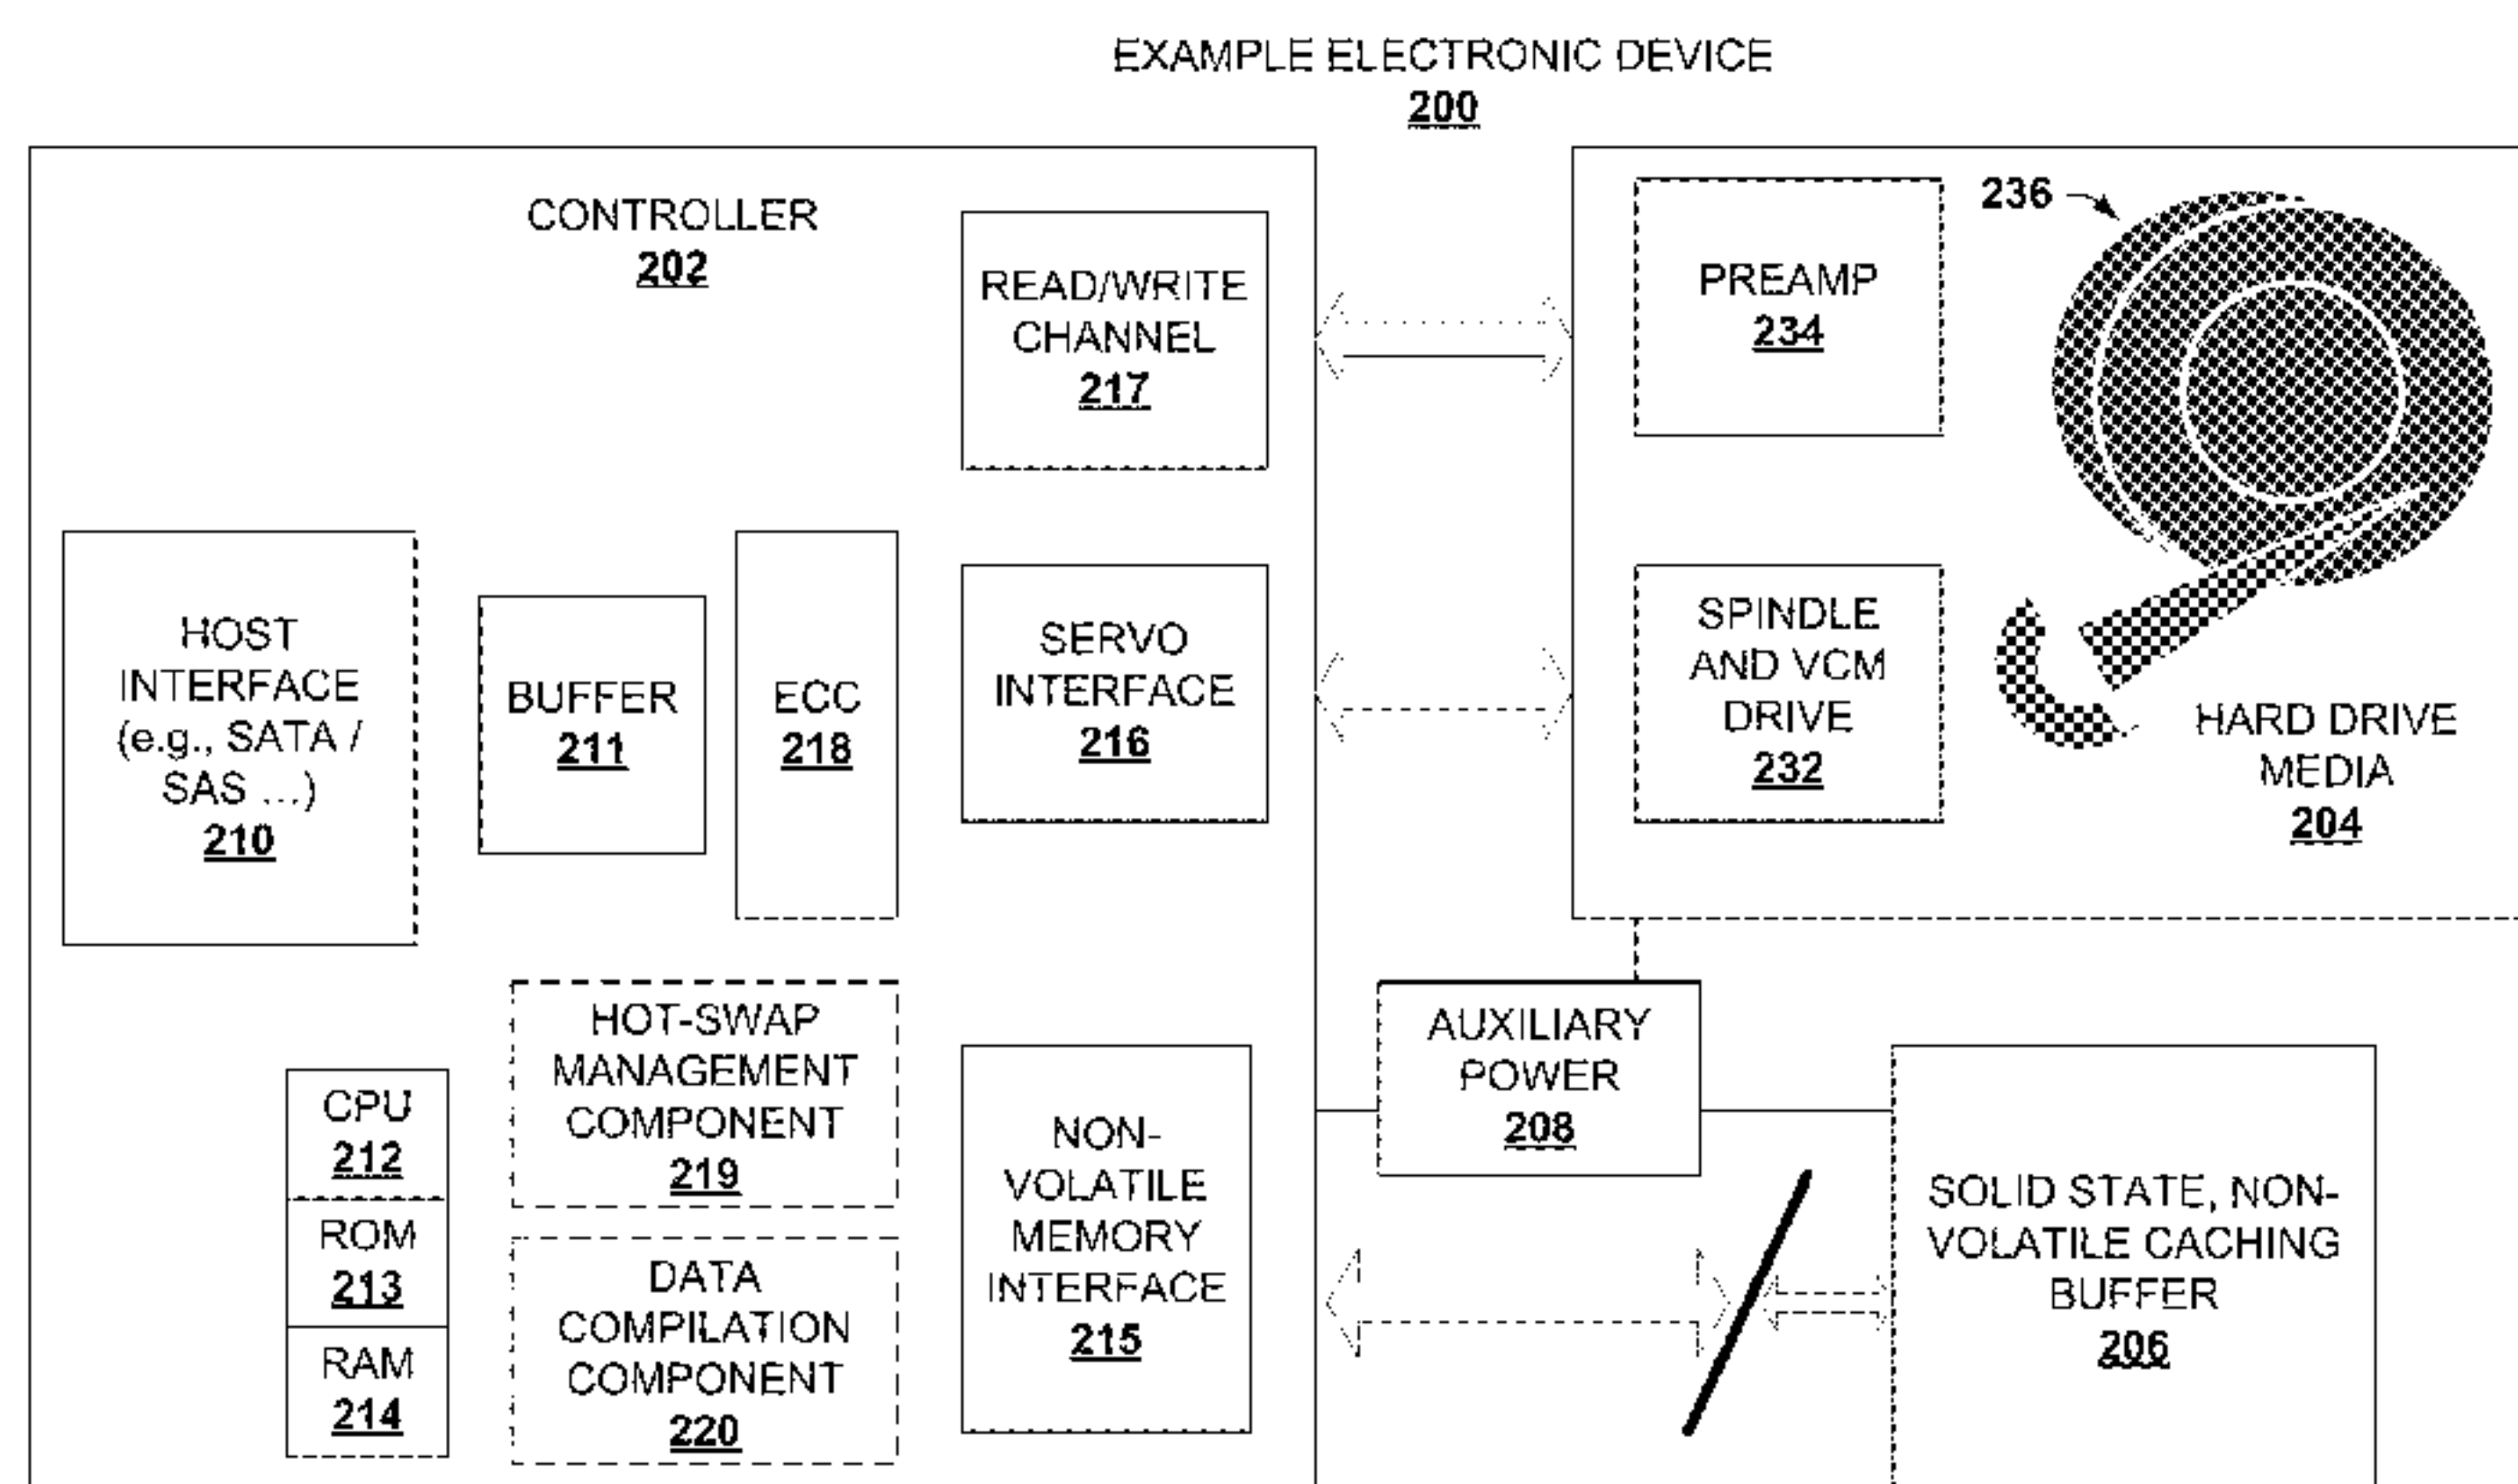 EXAMPLE ELECTRONIC DEVICE
200
CONTROLLER
202
READ/WRITE
CHANNEL
217
PREAMP
234
236
HOST
INTERFACE
(e.g., SATA /
SAS ...)
210
BUFFER
211
ECC
218
SERVO
INTERFACE
216
SPINDLE
AND VCM
DRIVE
232
HARD DRIVE
MEDIA
204
CPU
212
ROM
213
RAM
214
HOT-SWAP
MANAGEMENT
COMPONENT
219
DATA
COMPILATION
COMPONENT
220
NON-
VOLATILE
MEMORY
INTERFACE
215
AUXILIARY
POWER
208
SOLID STATE, NON-
VOLATILE CACHING
BUFFER
206